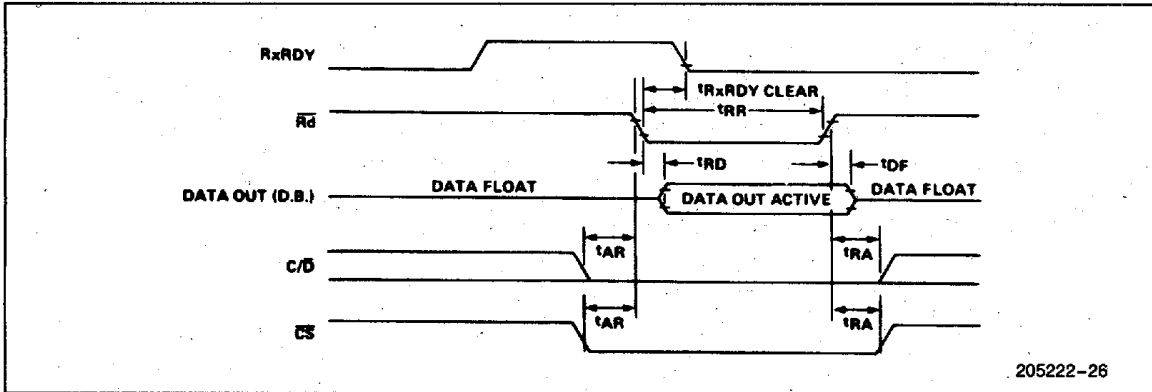 RxRDY
tRxRDY CLEAR
tRR
Rd
tRD
tDF
DATA OUT (D.B.)
DATA FLOAT
DATA OUT ACTIVE
DATA FLOAT
tAR
tRA
C/D
tAR
tRA
CS
205222-26